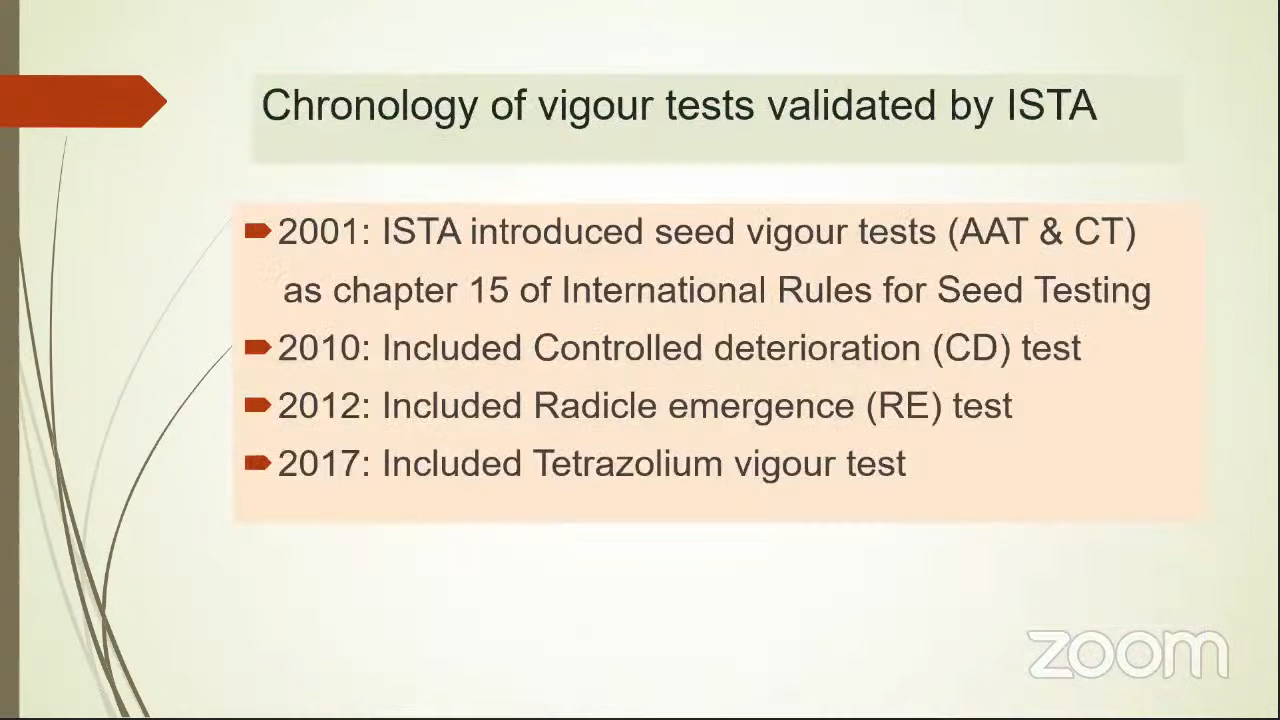 Chronology of vigour tests validated by ISTA
2001: ISTA introduced seed vigour tests (AAT & CT)
as chapter 15 of International Rules for Seed Testing
2010: Included Controlled deterioration (CD) test
2012: Included Radicle emergence (RE) test
2017: Included Tetrazolium vigour test
zoom